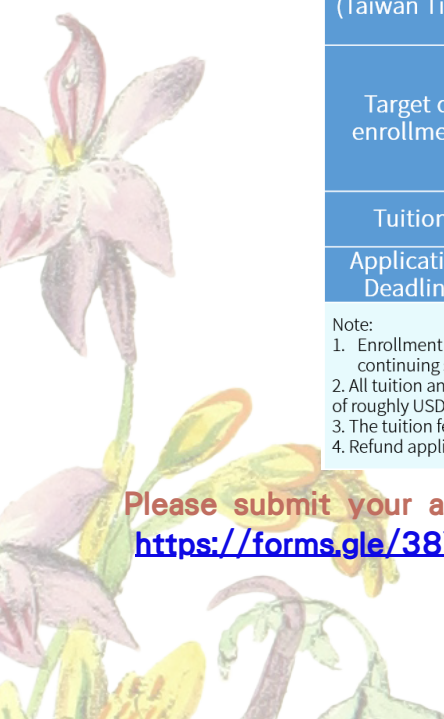 (Taiwan Ti
Target
enrollme
Tuition
Applicati
Deadlin
Note:
1. Enrollment
continuing
2. All tuition an
of roughly USD
3. The tuition f
4. Refund appli
Please submit your a
https://forms.gle/38